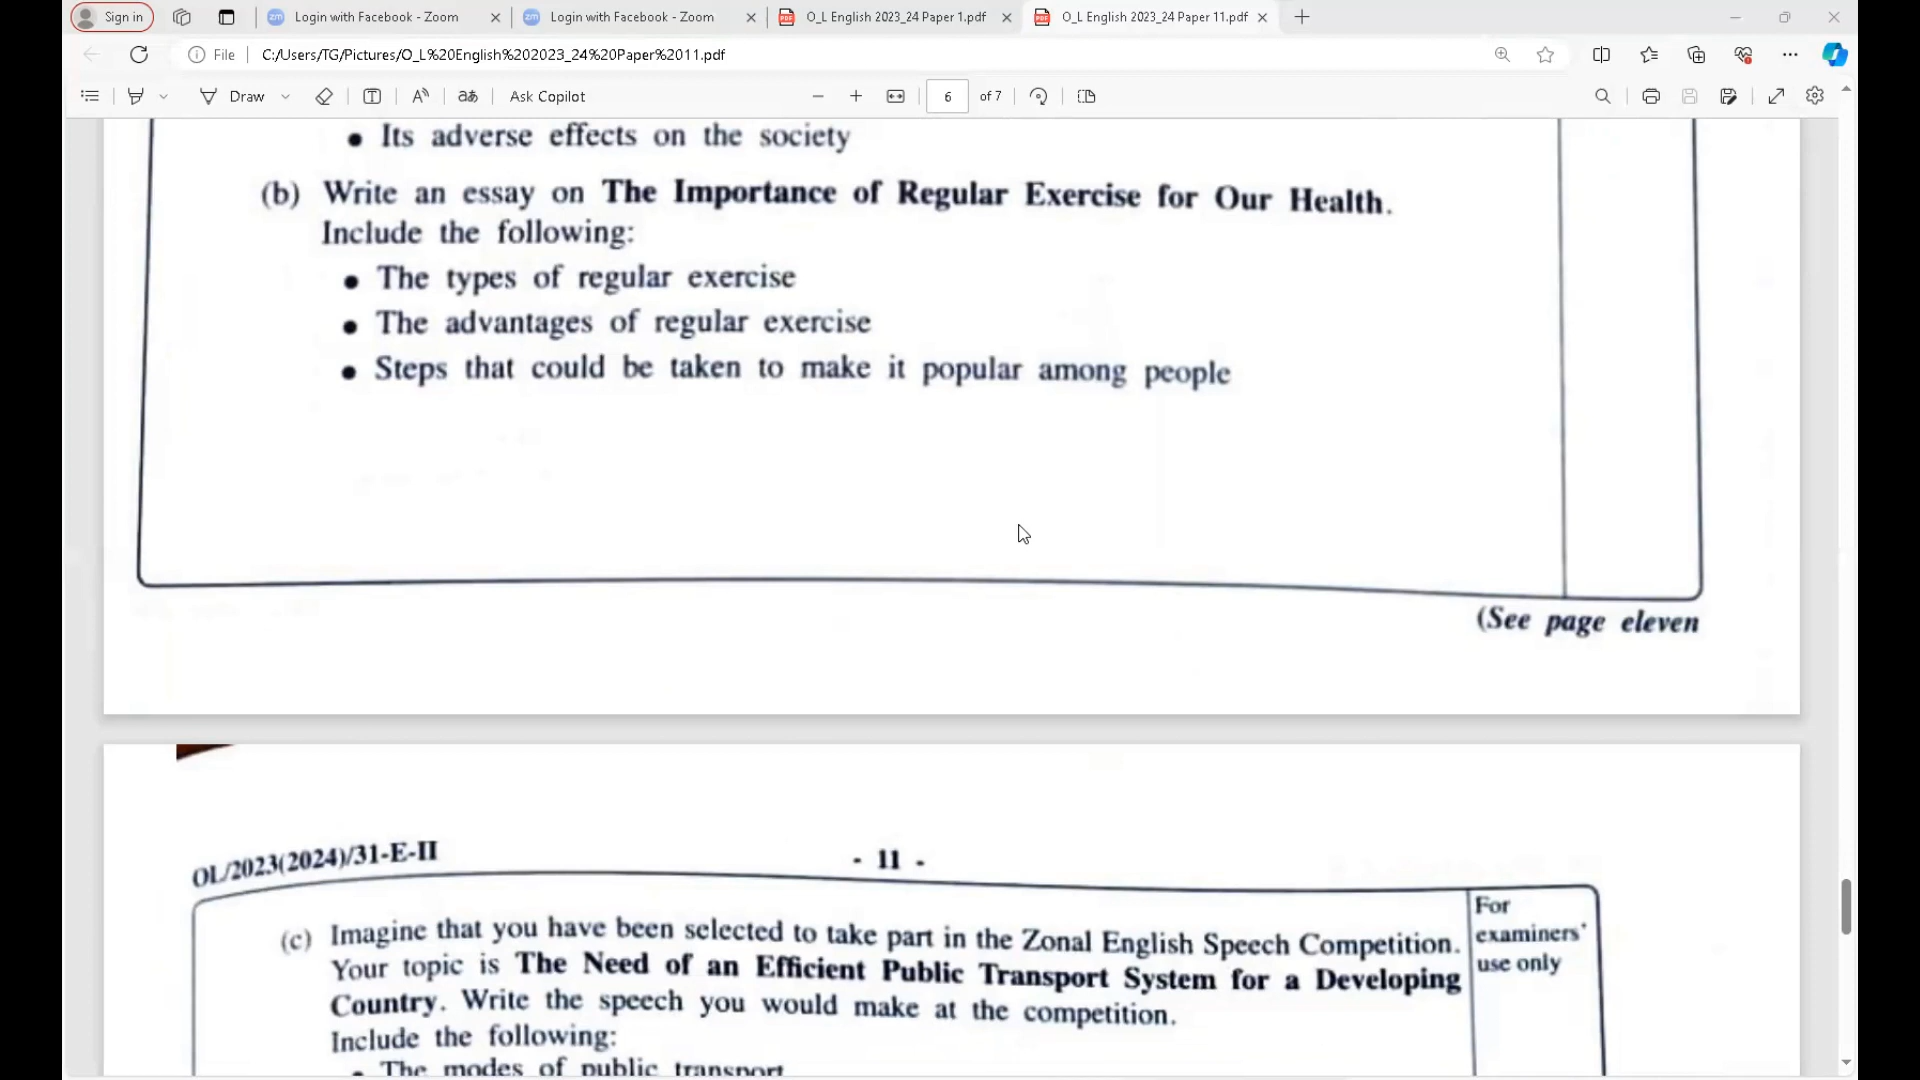 Sign in
Login with Facebook - Zoom
Login with Facebook - Zoom
O_L English 2023_24 Paper 1.pdf
O_L English 2023_24 Paper 11.pdf
File
C:/Users/TG/Pictures/O_L%20English%202023_24%20Paper%2011.pdf
Draw
Ask Copilot
6 of 7
• Its adverse effects on the society
(b) Write an essay on The Importance of Regular Exercise for Our Health.
Include the following:
• The types of regular exercise
• The advantages of regular exercise
• Steps that could be taken to make it popular among people
(See page eleven
OL/2023(2024)/31-E-II
- 11 -
(c) Imagine that you have been selected to take part in the Zonal English Speech Competition.
Your topic is The Need of an Efficient Public Transport System for a Developing
Country. Write the speech you would make at the competition.
Include the following:
• The modes of public transport
For
examiners'
use only